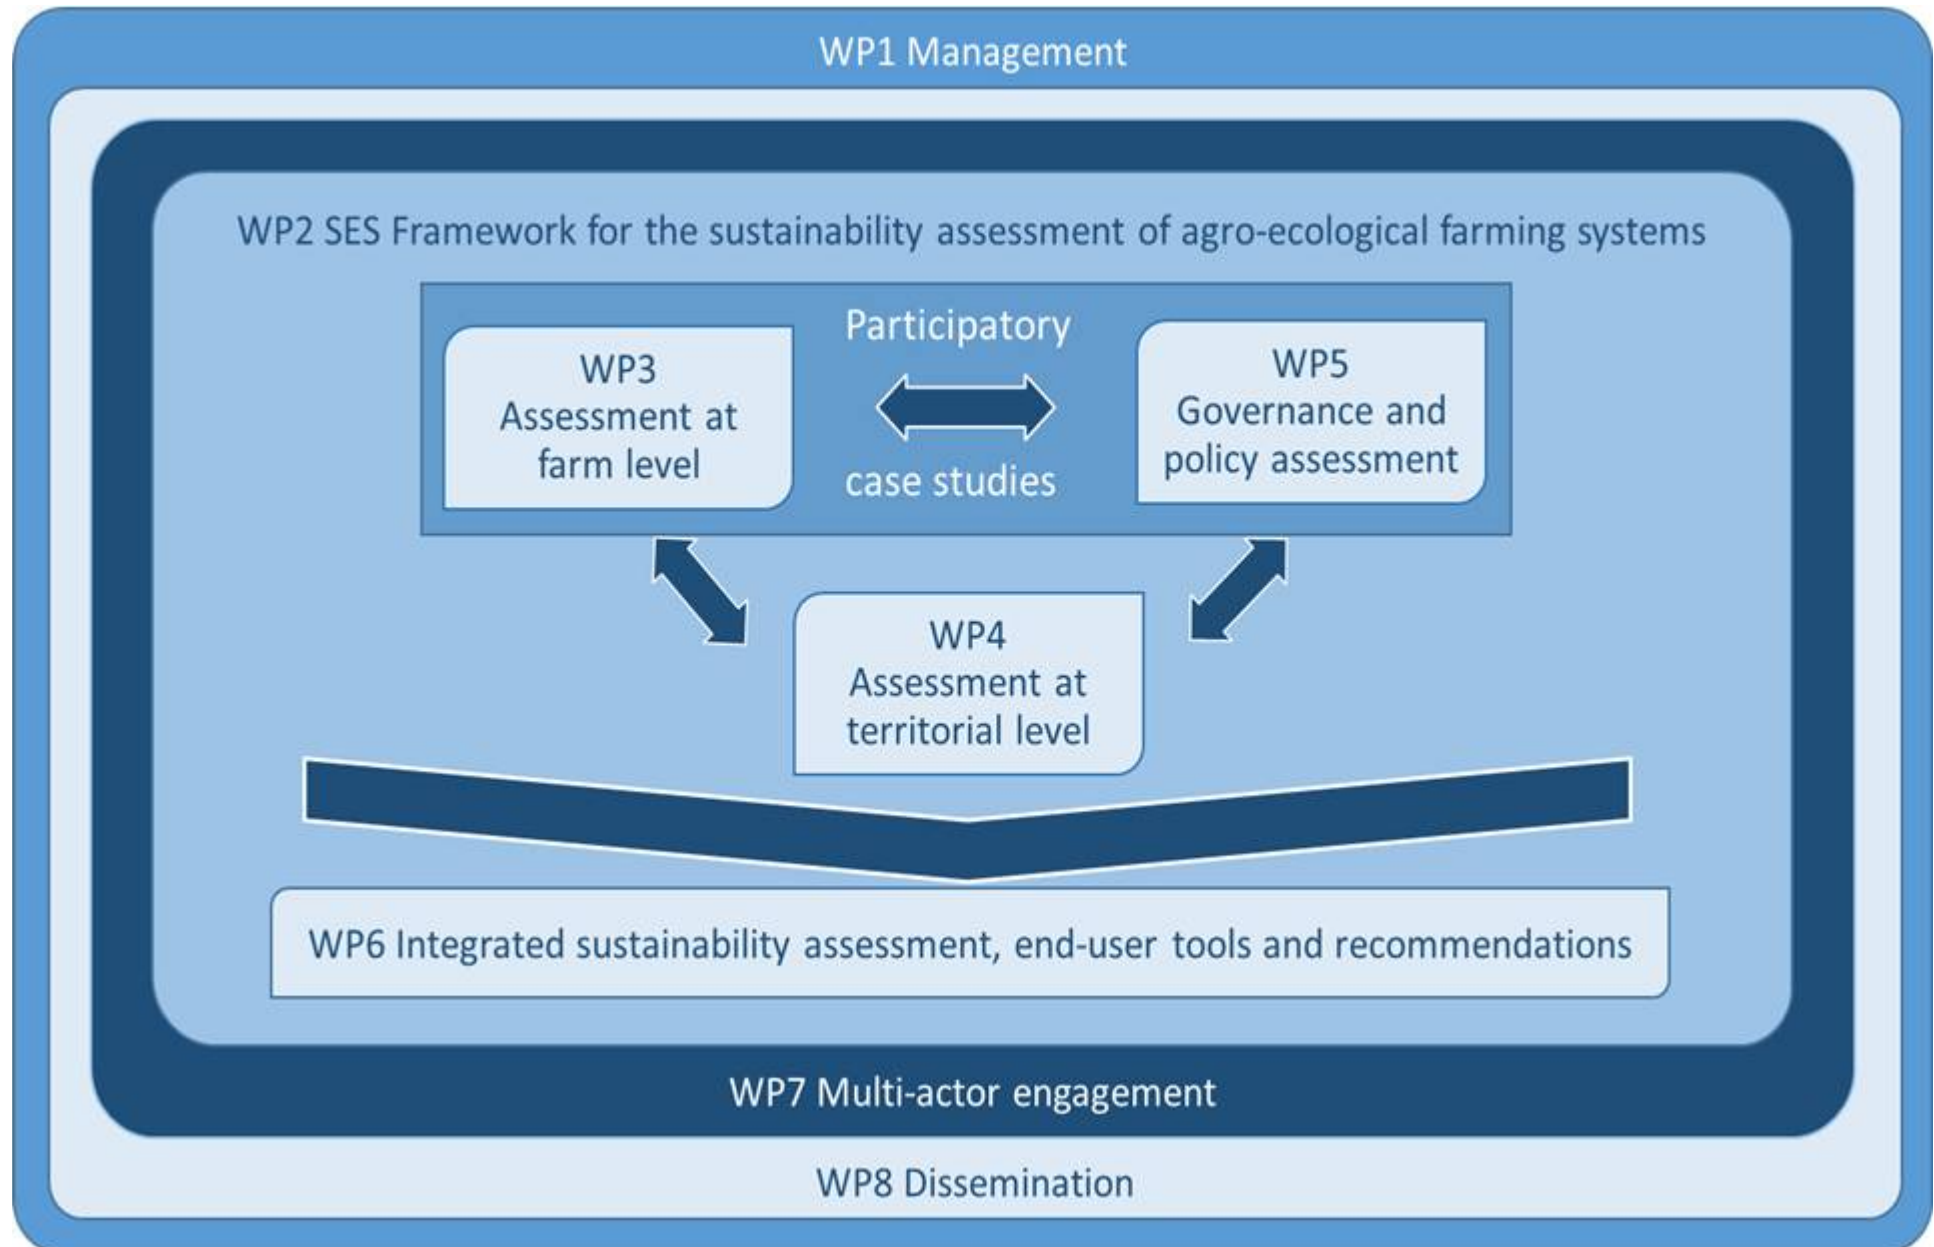 WP1 Management
WP2 SES Framework for the sustainability assessment of agro-ecological farming systems
Participatory
case studies
WP3
Assessment at
farm level
WP5
Governance and
policy assessment
WP4
Assessment at
territorial level
WP6 Integrated sustainability assessment, end-user tools and recommendations
WP7 Multi-actor engagement
WP8 Dissemination